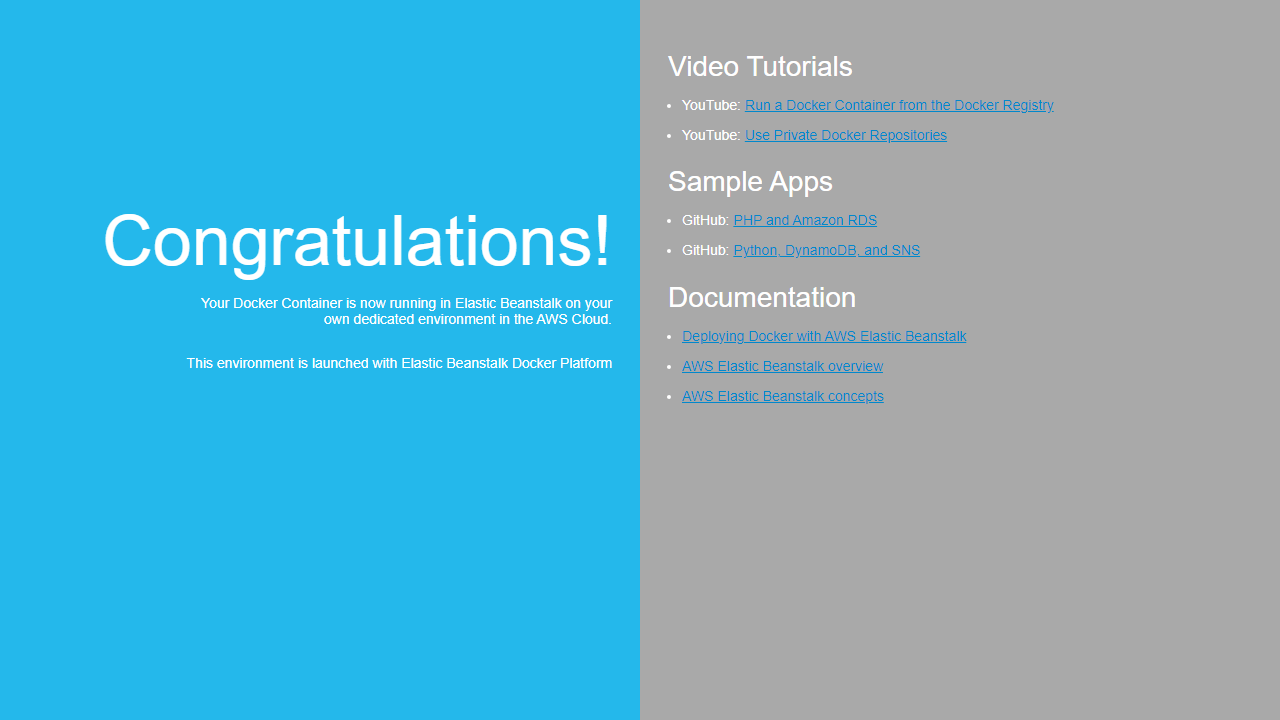 Congratulations!
Your Docker Container is now running in Elastic Beanstalk on your
own dedicated environment in the AWS Cloud.
This environment is launched with Elastic Beanstalk Docker Platform
Video Tutorials
YouTube: Run a Docker Container from the Docker Registry
YouTube: Use Private Docker Repositories
Sample Apps
GitHub: PHP and Amazon RDS
GitHub: Python, DynamoDB, and SNS
Documentation
Deploying Docker with AWS Elastic Beanstalk
AWS Elastic Beanstalk overview
AWS Elastic Beanstalk concepts